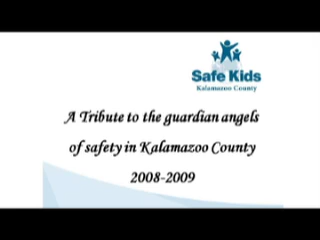 Safe Kids
Kalamazoo County
A Tribute to the guardian angels
of safety in Kalamazoo County
2008-2009